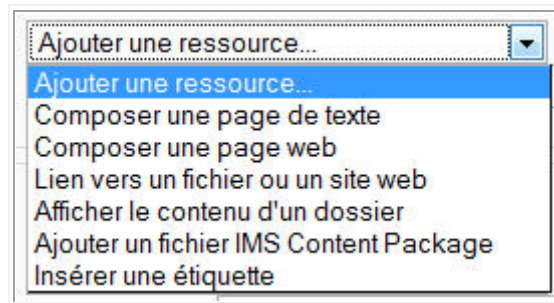 Ajouter une ressource...
Ajouter une ressource...
Composer une page de texte
Composer une page web
Lien vers un fichier ou un site web
Afficher le contenu d'un dossier
Ajouter un fichier IMS Content Package
Insérer une étiquette